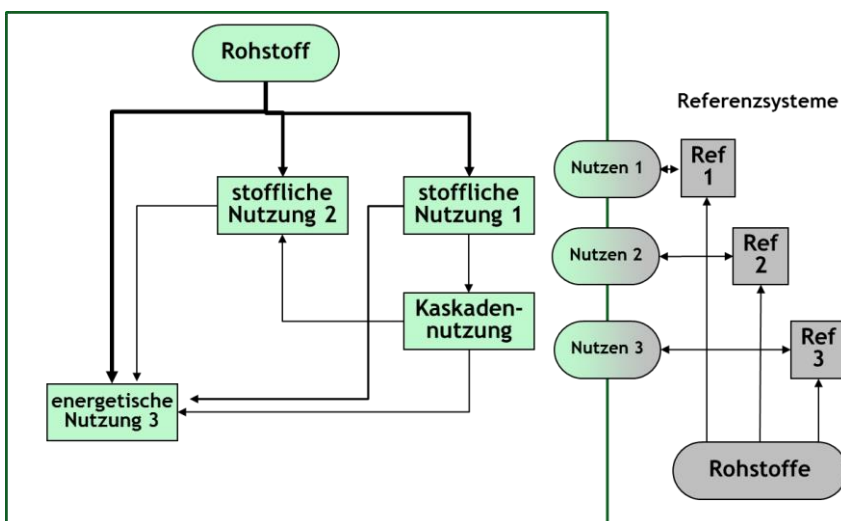 Rohstoff
Referenzsysteme
stoffliche
Nutzung 2
stoffliche
Nutzung 1
Kaskaden-
nutzung
energetische
Nutzung 3
Nutzen 1
Ref
1
Nutzen 2
Ref
2
Nutzen 3
Ref
3
Rohstoffe